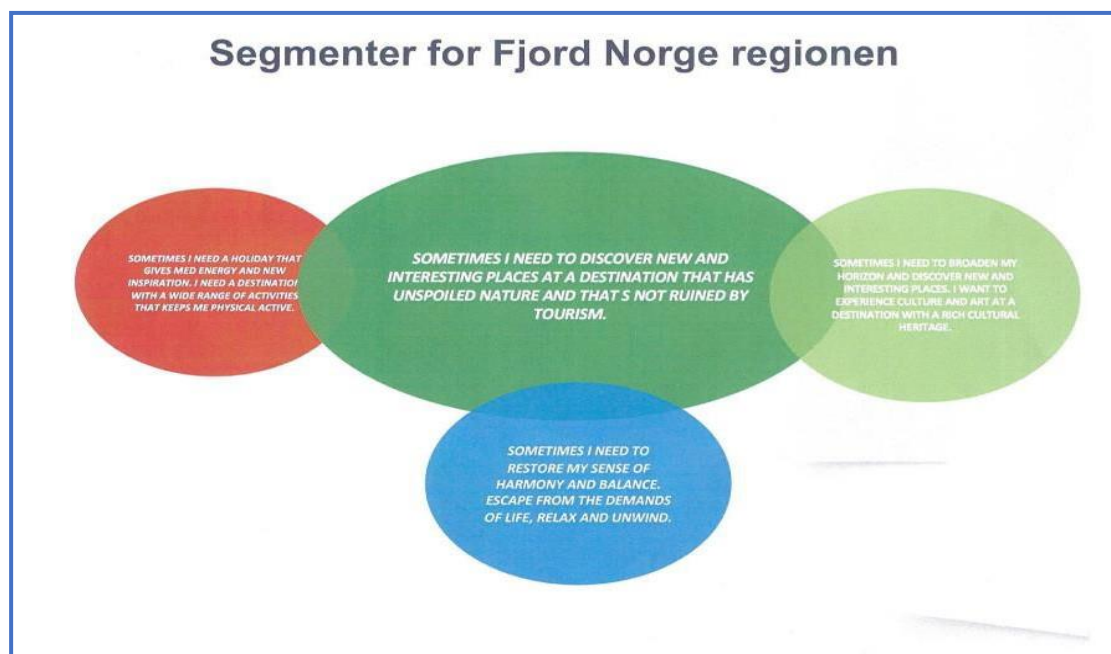 Segmenter for Fjord Norge regionen
SOMETIMES I NEED A HOLIDAY THAT
GIVES MED ENERGY AND NEW
INSPIRATION. I NEED A DESTINATION
WITH A WIDE RANGE OF ACTIVITIES
THAT KEEPS ME PHYSICAL ACTIVE.
SOMETIMES I NEED TO DISCOVER NEW AND
INTERESTING PLACES AT A DESTINATION THAT HAS
UNSPOILED NATURE AND THAT S NOT RUINED BY
TOURISM.
SOMETIMES I NEED TO BROADEN MY
HORIZON AND DISCOVER NEW AND
INTERESTING PLACES. I WANT TO
EXPERIENCE CULTURE AND ART AT A
DESTINATION WITH A RICH CULTURAL
HERITAGE.
SOMETIMES I NEED TO
RESTORE MY SENSE OF
HARMONY AND BALANCE.
ESCAPE FROM THE DEMANDS
OF LIFE, RELAX AND UNWIND.